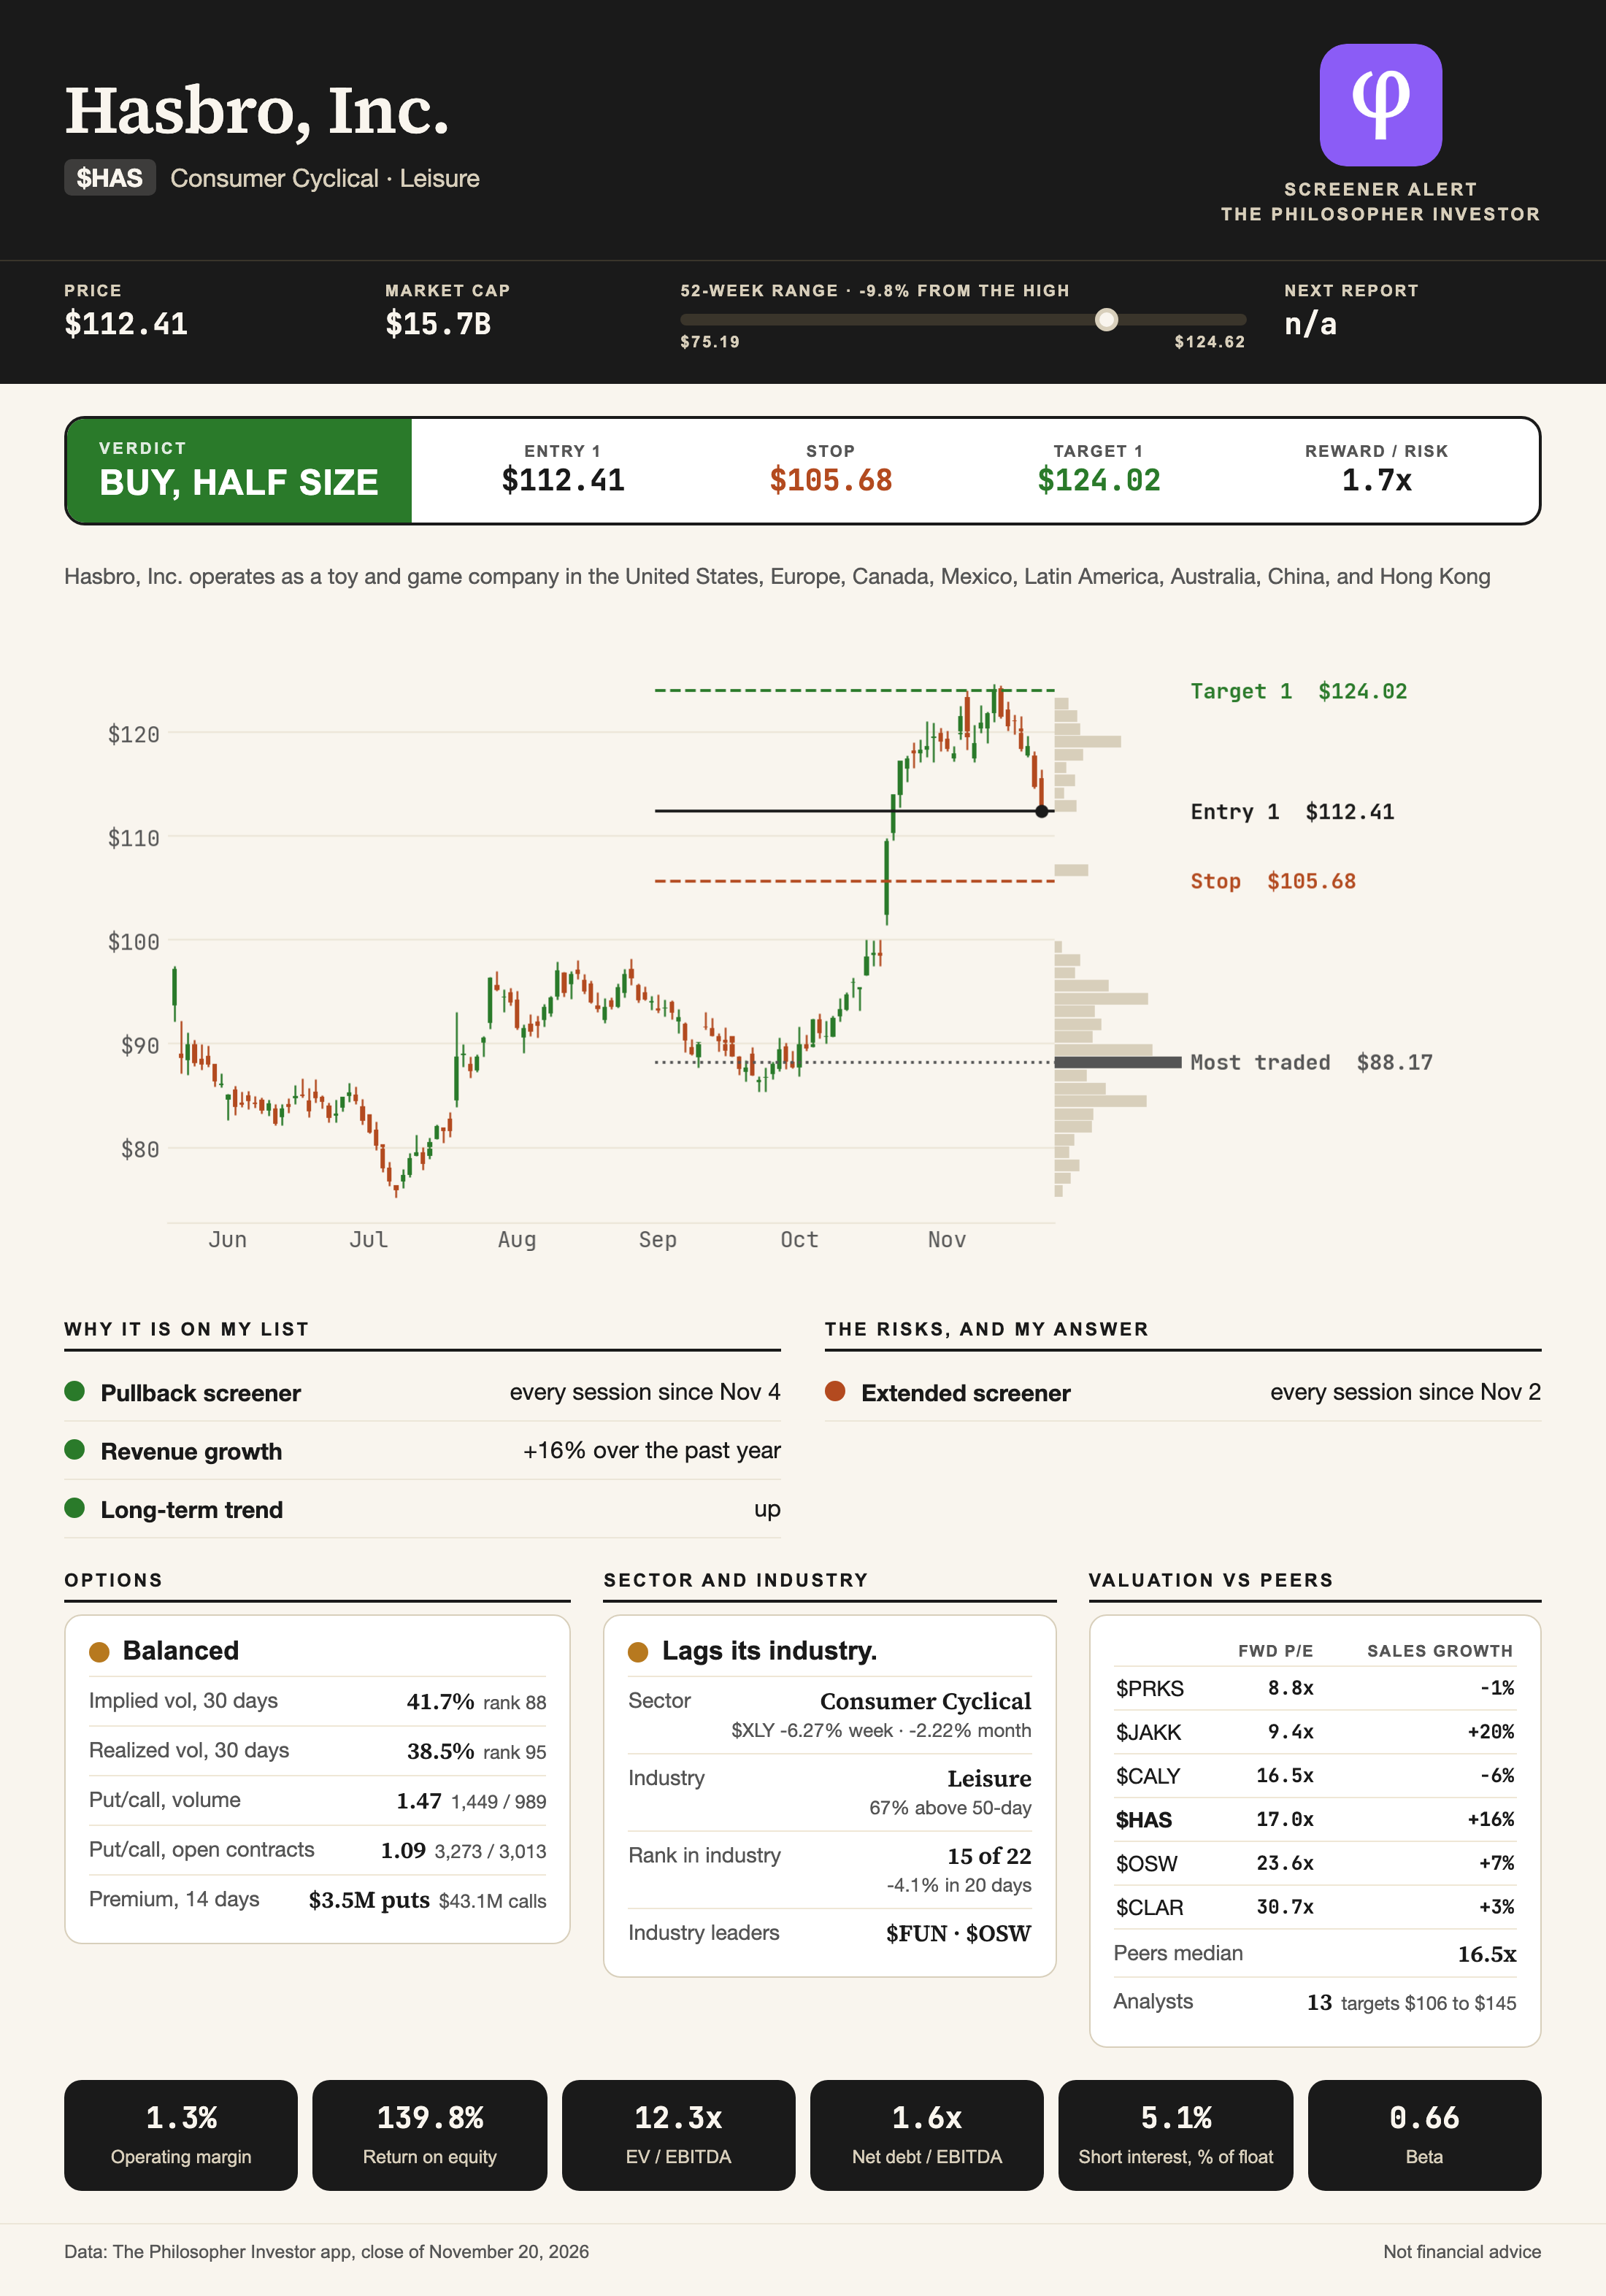 Hasbro, Inc.
$HAS Consumer Cyclical · Leisure
φ
SCREENER ALERT
THE PHILOSOPHER INVESTOR
PRICE
$112.41
MARKET CAP
$15.7B
52-WEEK RANGE · -9.8% FROM THE HIGH
$75.19 $124.62
NEXT REPORT
n/a
VERDICT
BUY, HALF SIZE
ENTRY 1
$112.41
STOP
$105.68
TARGET 1
$124.02
REWARD / RISK
1.7x
Hasbro, Inc. operates as a toy and game company in the United States, Europe, Canada, Mexico, Latin America, Australia, China, and Hong Kong
$120
$110
$100
$90
$80
Target 1 $124.02
Entry 1 $112.41
Stop $105.68
Most traded $88.17
Jun Jul Aug Sep Oct Nov
WHY IT IS ON MY LIST
Pullback screener every session since Nov 4
Revenue growth +16% over the past year
Long-term trend up
THE RISKS, AND MY ANSWER
Extended screener every session since Nov 2
OPTIONS
Balanced
Implied vol, 30 days 41.7% rank 88
Realized vol, 30 days 38.5% rank 95
Put/call, volume 1.47 1,449 / 989
Put/call, open contracts 1.09 3,273 / 3,013
Premium, 14 days $3.5M puts $43.1M calls
SECTOR AND INDUSTRY
Lags its industry.
Sector Consumer Cyclical
$XLY -6.27% week · -2.22% month
Industry Leisure
67% above 50-day
Rank in industry 15 of 22
-4.1% in 20 days
Industry leaders $FUN · $OSW
VALUATION VS PEERS
FWD P/E SALES GROWTH
$PRKS 8.8x -1%
$JAKK 9.4x +20%
$CALY 16.5x -6%
$HAS 17.0x +16%
$OSW 23.6x +7%
$CLAR 30.7x +3%
Peers median 16.5x
Analysts 13 targets $106 to $145
1.3%
Operating margin
139.8%
Return on equity
12.3x
EV / EBITDA
1.6x
Net debt / EBITDA
5.1%
Short interest, % of float
0.66
Beta
Data: The Philosopher Investor app, close of November 20, 2026
Not financial advice